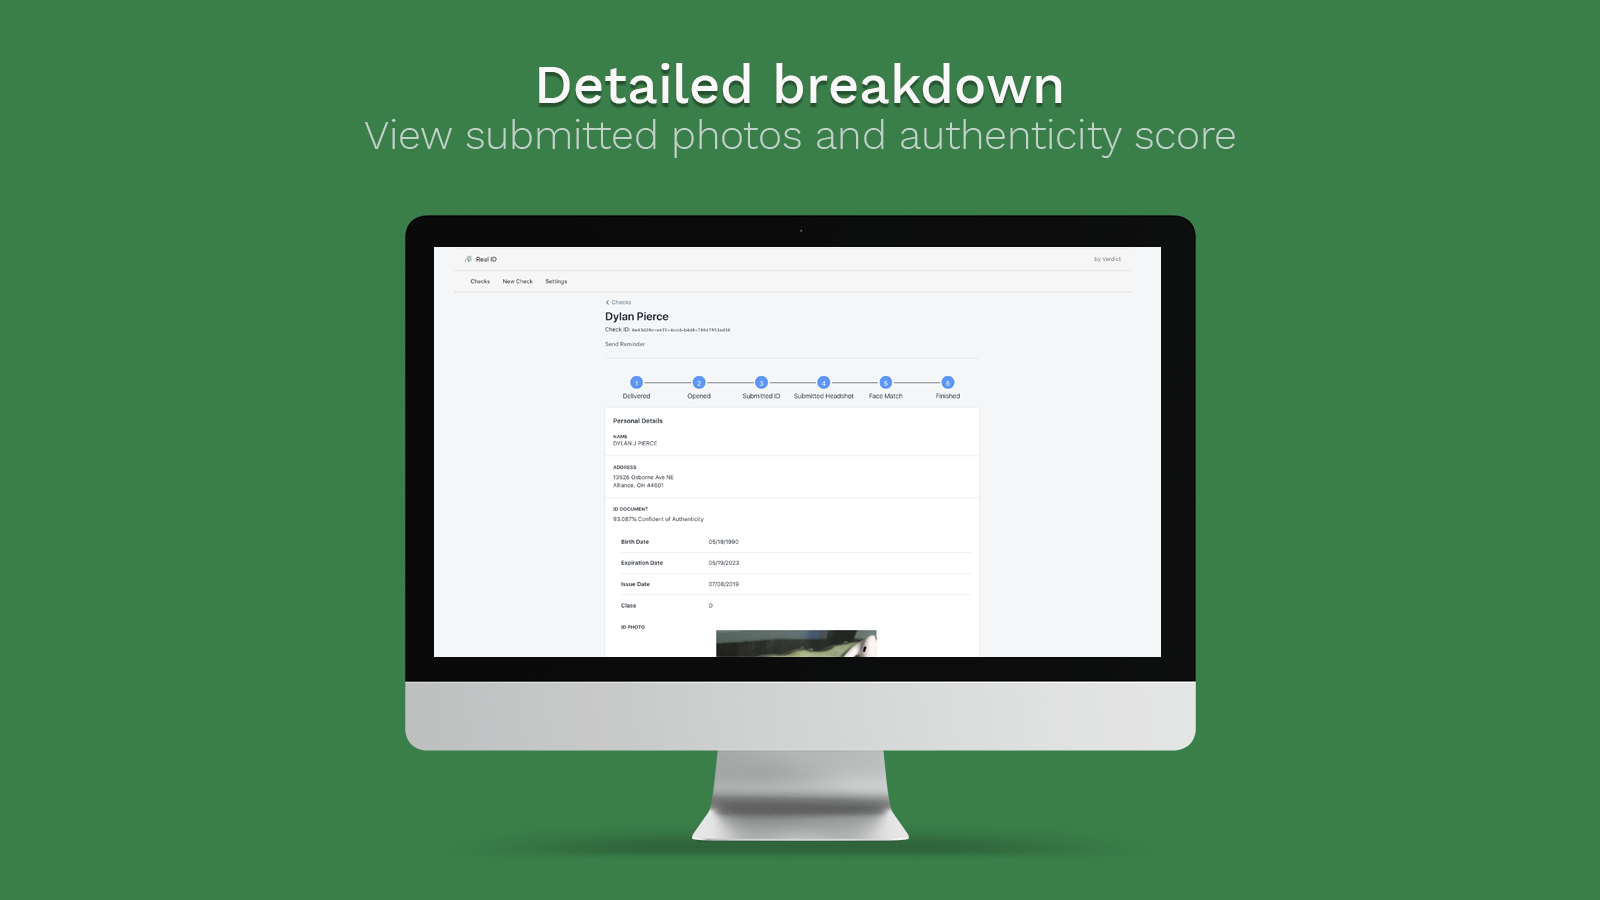 Detailed breakdown
View submitted photos and authenticity score
Real ID
by Verdict
Checks New Check Settings
Checks
Dylan Pierce
Check ID:
Send Reminder
1 2 3 4 5 6
Delivered Opened Submitted ID Submitted Headshot Face Match Finished
Personal Details
NAME
DYLAN J PIERCE
ADDRESS
13526 Osborne Ave NE
Alliance, OH 44601
ID DOCUMENT
93.087% Confident of Authenticity
Birth Date 05/19/1990
Expiration Date 05/19/2023
Issue Date 07/08/2019
Class D
ID PHOTO